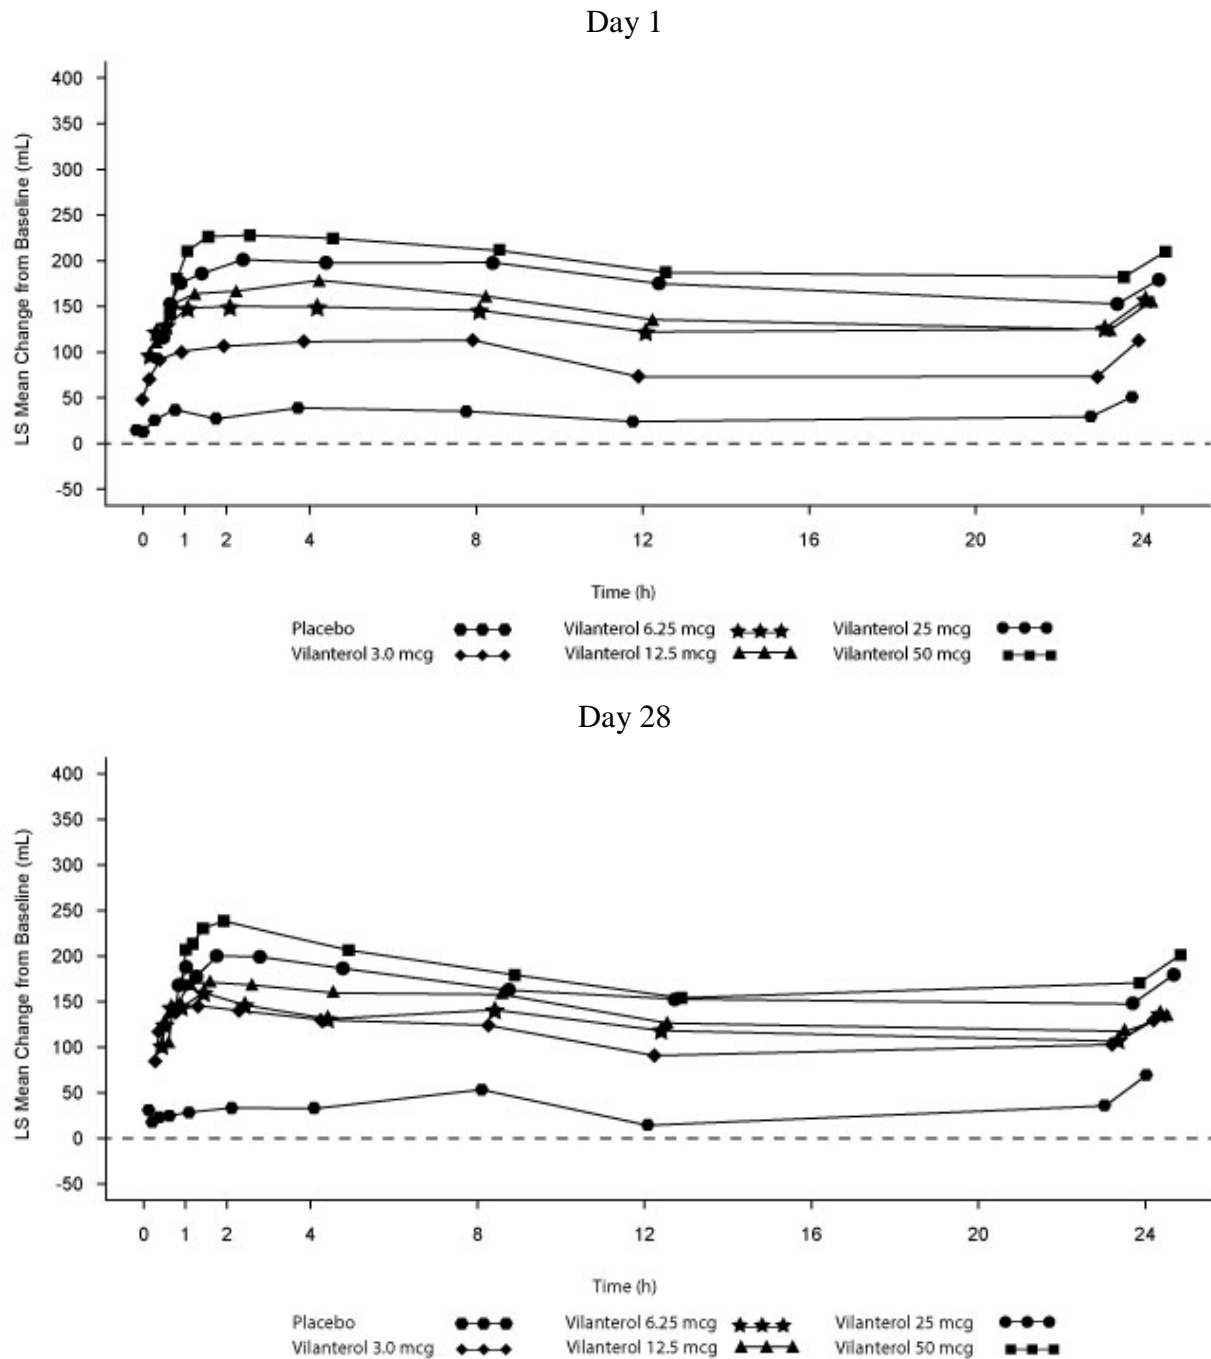 Day 1
LS Mean Change from Baseline (mL)
400
350
300
250
200
150
100
50
0
-50
0 1 2 4 8 12 16 20 24
Time (h)
Placebo Vilanterol 6.25 mcg Vilanterol 25 mcg
Vilanterol 3.0 mcg Vilanterol 12.5 mcg Vilanterol 50 mcg
Day 28
LS Mean Change from Baseline (mL)
400
350
300
250
200
150
100
50
0
-50
0 1 2 4 8 12 16 20 24
Time (h)
Placebo Vilanterol 6.25 mcg Vilanterol 25 mcg
Vilanterol 3.0 mcg Vilanterol 12.5 mcg Vilanterol 50 mcg